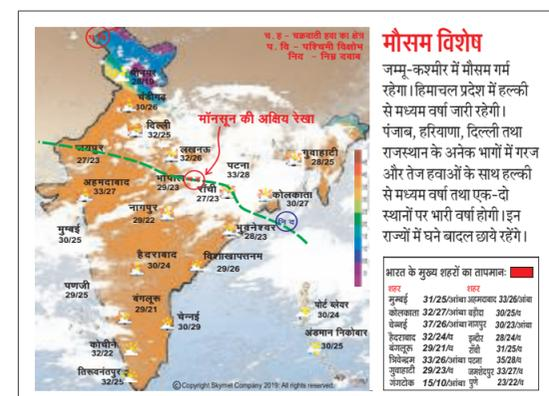 च. ह - चक्रवाती हवा का क्षेत्र
प. वि - पश्चिमी विक्षोभ
निद - निम्न दबाव
श्रीनगर
28/19
चंडीगढ़
30/26
दिल्ली
32/25
मॉनसून की अक्षिय रेखा
जयपुर
27/23
लखनऊ
32/26
पटना
33/28
गुवाहाटी
28/25
अहमदाबाद
33/27
भोपाल
29/23
च ह
राँची
27/23
कोलकाता
30/27
नि द
नागपुर
29/22
भुवनेश्वर
28/23
मुम्बई
30/25
हैदराबाद
30/24
विशाखापत्तनम
29/26
पणजी
29/25
बंगलूरू
29/21
चेन्नई
30/29
पोर्ट ब्लेयर
30/24
अंडमान निकोबार
30/25
कोचीन
32/22
तिरूवनंतपुर
32/25
©Copyright Skymet Company 2019: All rights reserved.
मौसम विशेष
जम्मू-कश्मीर में मौसम गर्म
रहेगा। हिमाचल प्रदेश में हल्की
से मध्यम वर्षा जारी रहेगी।
पंजाब, हरियाणा, दिल्ली तथा
राजस्थान के अनेक भागों में गरज
और तेज हवाओं के साथ हल्की
से मध्यम वर्षा तथा एक-दो
स्थानों पर भारी वर्षा होगी। इन
राज्यों में घने बादल छाये रहेंगे।
भारत के मुख्य शहरों का तापमान:
शहर शहर
मुम्बई 31/25/आंबा अहमदाबाद 33/26/आंबा
कोलकाता 32/27/आंबा बड़ोदा 30/25/व
चेन्नई 37/26/आंबा नागपुर 30/23/आंबा
हैदराबाद 32/24/व इन्दौर 28/24/व
बंगलूरू 29/21/व राँची 31/25/व
त्रिवेन्द्रम 33/26/आंबा पटना 35/28/व
गुवाहाटी 29/23/व जमशेदपुर 33/27/व
गंगटोक 15/10/आंबा पुणे 23/22/व